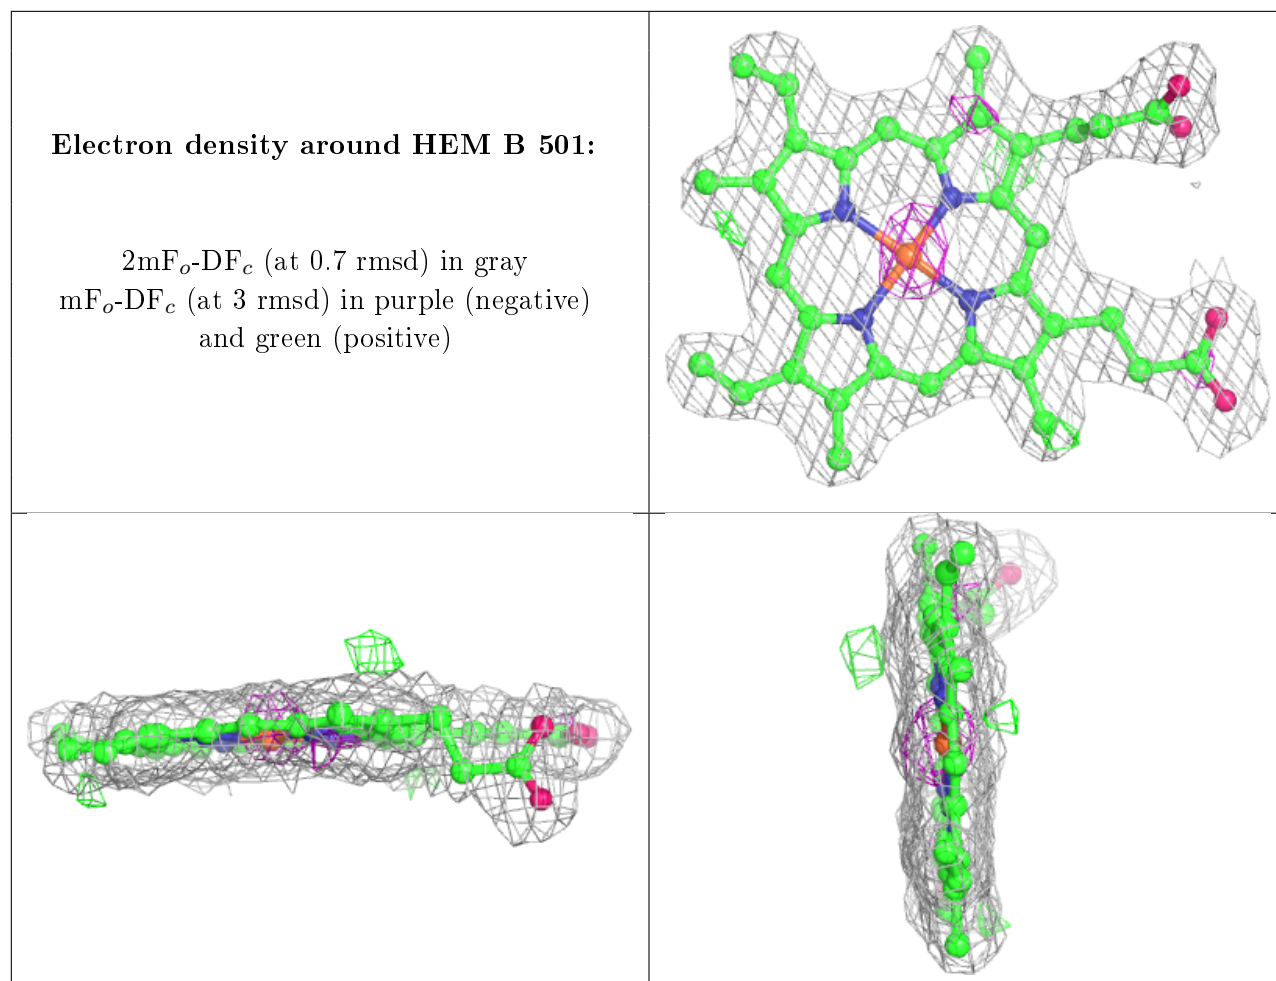 Electron density around HEM B 501:
2mFo-DFc (at 0.7 rmsd) in gray
mFo-DFc (at 3 rmsd) in purple (negative)
and green (positive)